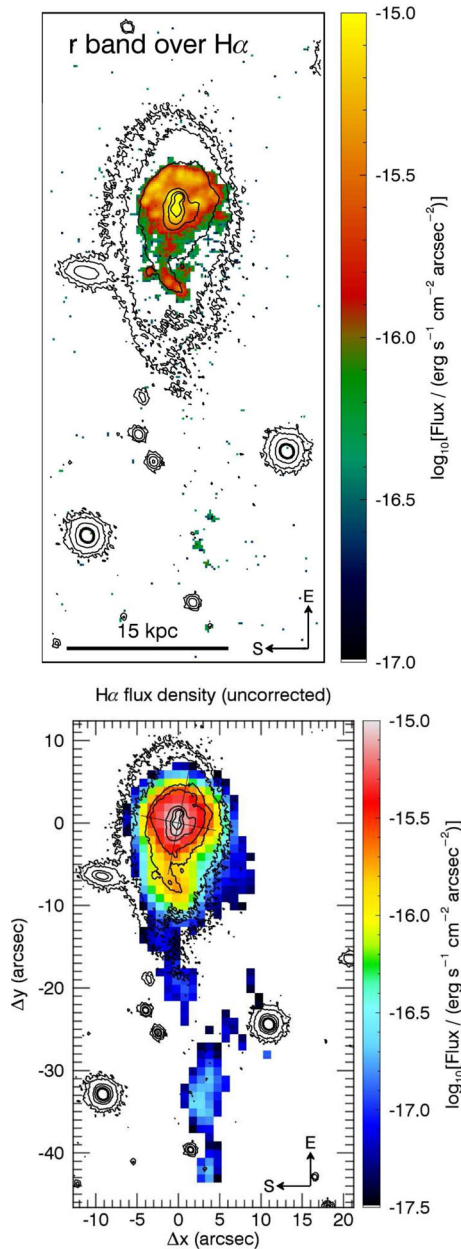 r band over Hα
-15.0
-15.5
-16.0
-16.5
-17.0
log₁₀[Flux / (erg s⁻¹ cm⁻² arcsec⁻²)]
15 kpc
E
S
Hα flux density (uncorrected)
10
0
-10
-20
-30
-40
Δy (arcsec)
-10 -5 0 5 10 15 20
Δx (arcsec)
E
S
-15.0
-15.5
-16.0
-16.5
-17.0
-17.5
log₁₀[Flux / (erg s⁻¹ cm⁻² arcsec⁻²)]